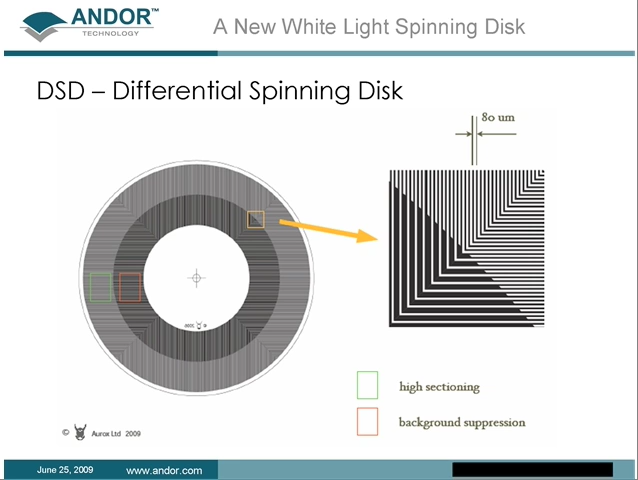 ANDOR™
TECHNOLOGY
A New White Light Spinning Disk
DSD – Differential Spinning Disk
80 um
high sectioning
background suppression
© Aurox Ltd 2009
June 25, 2009
www.andor.com